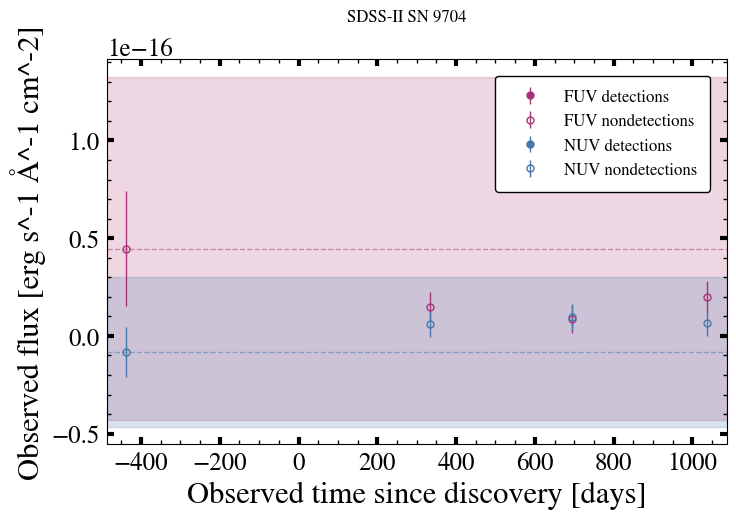 SDSS-II SN 9704
1e−16
Observed flux [erg s^-1 Å^-1 cm^-2]
1.0
0.5
0.0
−0.5
FUV detections
FUV nondetections
NUV detections
NUV nondetections
−400 −200 0 200 400 600 800 1000
Observed time since discovery [days]